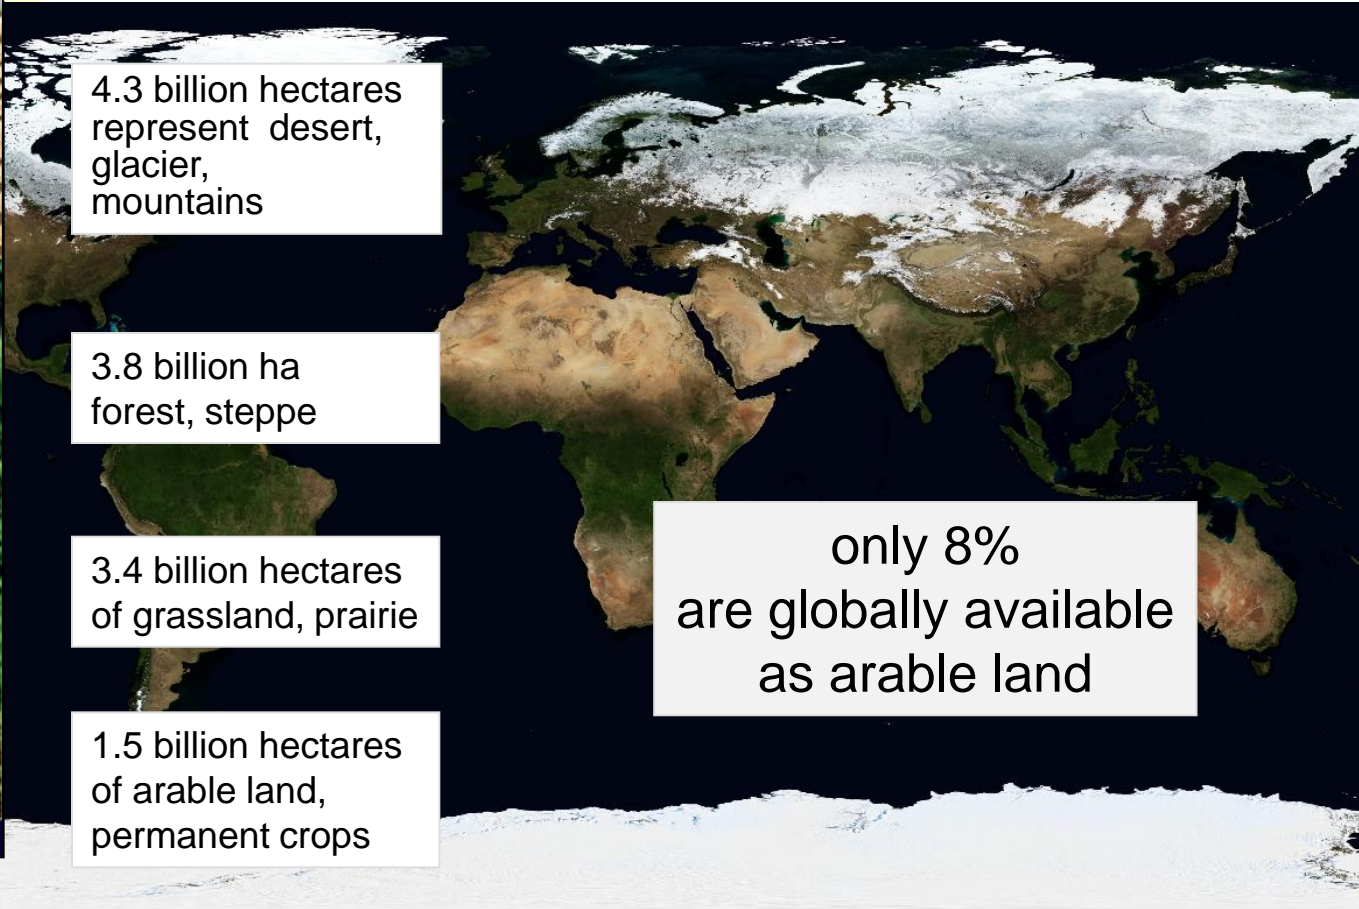 4.3 billion hectares
represent  desert,
glacier,
mountains
3.8 billion ha
forest, steppe
3.4 billion hectares
of grassland, prairie
1.5 billion hectares
of arable land,
permanent crops
only 8%
are globally available
as arable land